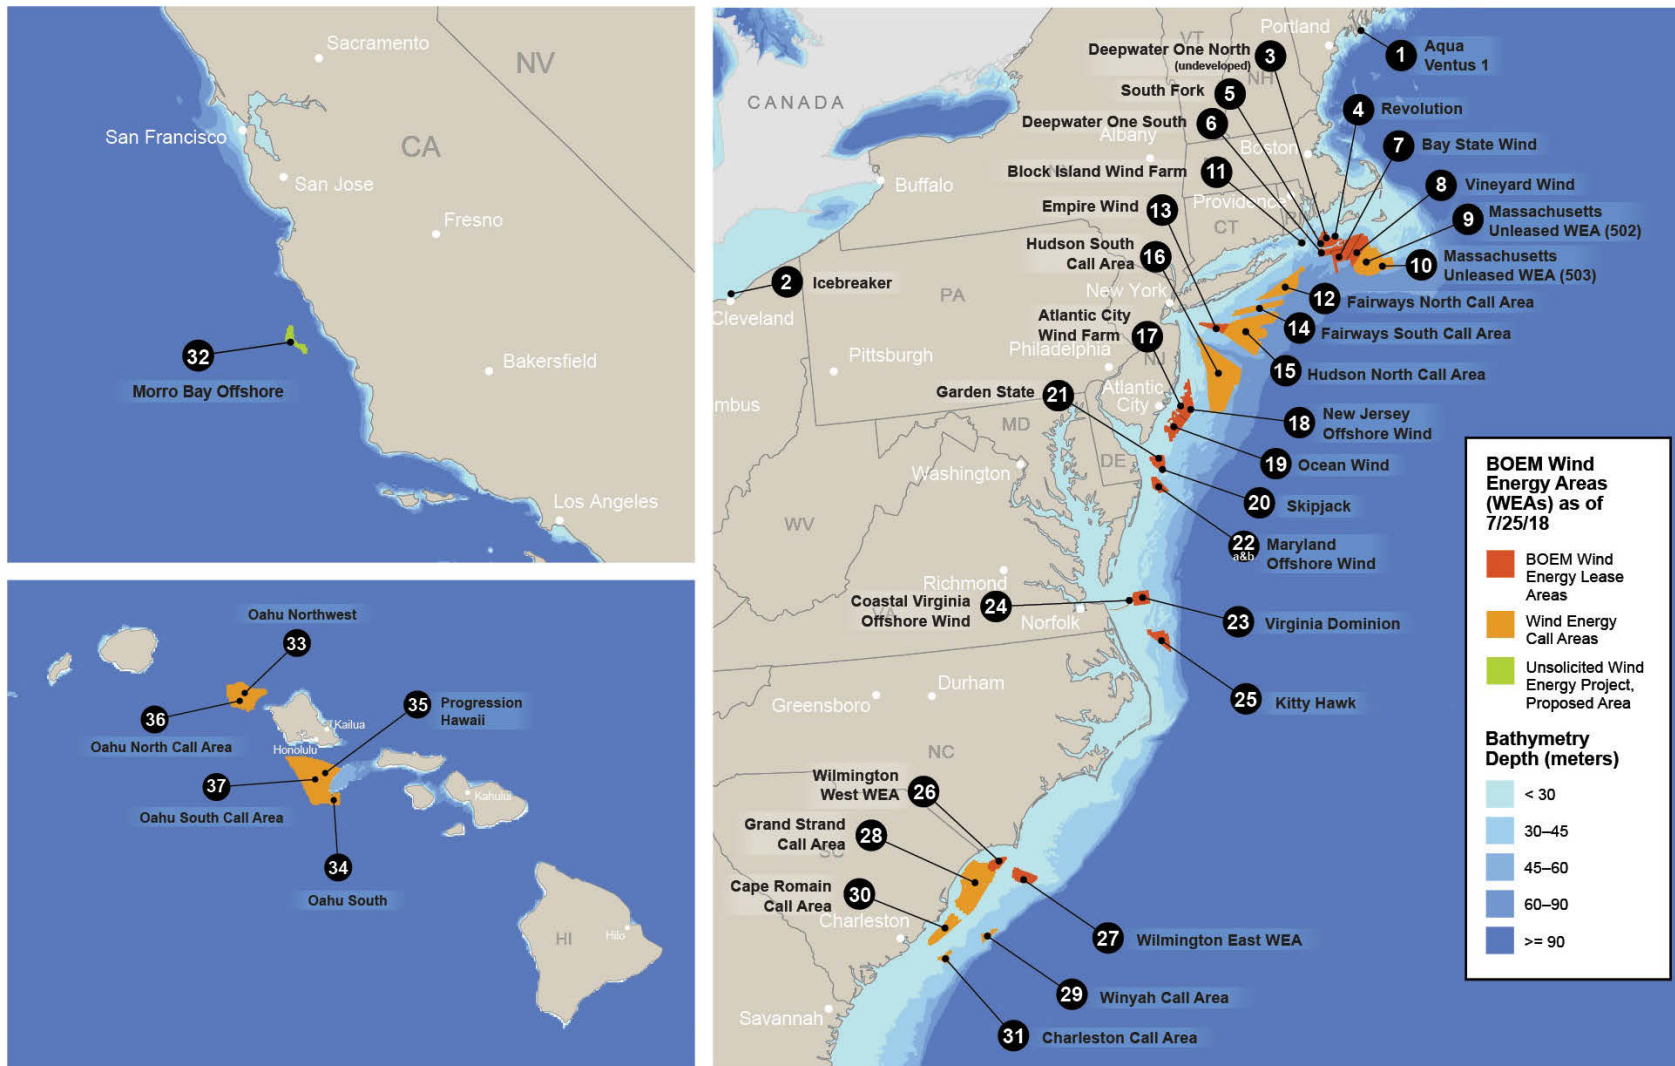 Sacramento
NV
San Francisco
CA
San Jose
Fresno
32
Morro Bay Offshore
Bakersfield
Los Angeles
Oahu Northwest
33
36
Oahu North Call Area
35
Progression
Hawaii
Kailua
Honolulu
37
Oahu South Call Area
Kahului
34
Oahu South
HI
Hilo
CANADA
Portland
VT
NH
1
Aqua
Ventus 1
Deepwater One North
(undeveloped)
3
South Fork
5
4
Revolution
Deepwater One South
6
Albany
Boston
7
Bay State Wind
Block Island Wind Farm
11
Buffalo
Providence
CT
8
Vineyard Wind
Empire Wind
13
9
Massachusetts
Unleased WEA (502)
Hudson South
Call Area
16
10
Massachusetts
Unleased WEA (503)
2
Icebreaker
Cleveland
PA
New York
12
Fairways North Call Area
Atlantic City
Wind Farm
17
14
Fairways South Call Area
Pittsburgh
Philadelphia
NJ
15
Hudson North Call Area
Garden State
21
Atlantic
City
mbus
MD
18
New Jersey
Offshore Wind
Washington
DE
19
Ocean Wind
20
Skipjack
WV
22
a&b
Maryland
Offshore Wind
Richmond
VA
Coastal Virginia
Offshore Wind
24
Norfolk
23
Virginia Dominion
Durham
Greensboro
25
Kitty Hawk
NC
Wilmington
West WEA
26
Grand Strand
Call Area
28
SC
Cape Romain
Call Area
30
Charleston
27
Wilmington East WEA
29
Winyah Call Area
Savannah
31
Charleston Call Area
BOEM Wind
Energy Areas
(WEAs) as of
7/25/18
BOEM Wind
Energy Lease
Areas
Wind Energy
Call Areas
Unsolicited Wind
Energy Project,
Proposed Area
Bathymetry
Depth (meters)
< 30
30–45
45–60
60–90
>= 90